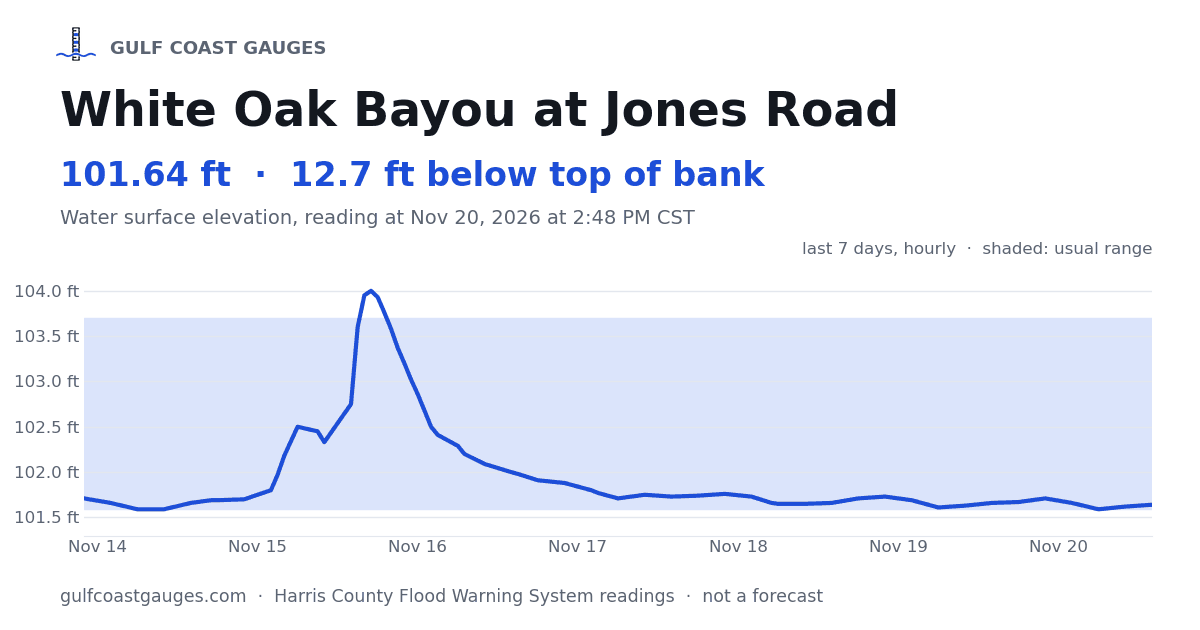 GULF COAST GAUGES
White Oak Bayou at Jones Road
101.64 ft · 12.7 ft below top of bank
Water surface elevation, reading at Nov 20, 2026 at 2:48 PM CST
last 7 days, hourly · shaded: usual range
104.0 ft
103.5 ft
103.0 ft
102.5 ft
102.0 ft
101.5 ft
Nov 14 Nov 15 Nov 16 Nov 17 Nov 18 Nov 19 Nov 20
gulfcoastgauges.com · Harris County Flood Warning System readings · not a forecast